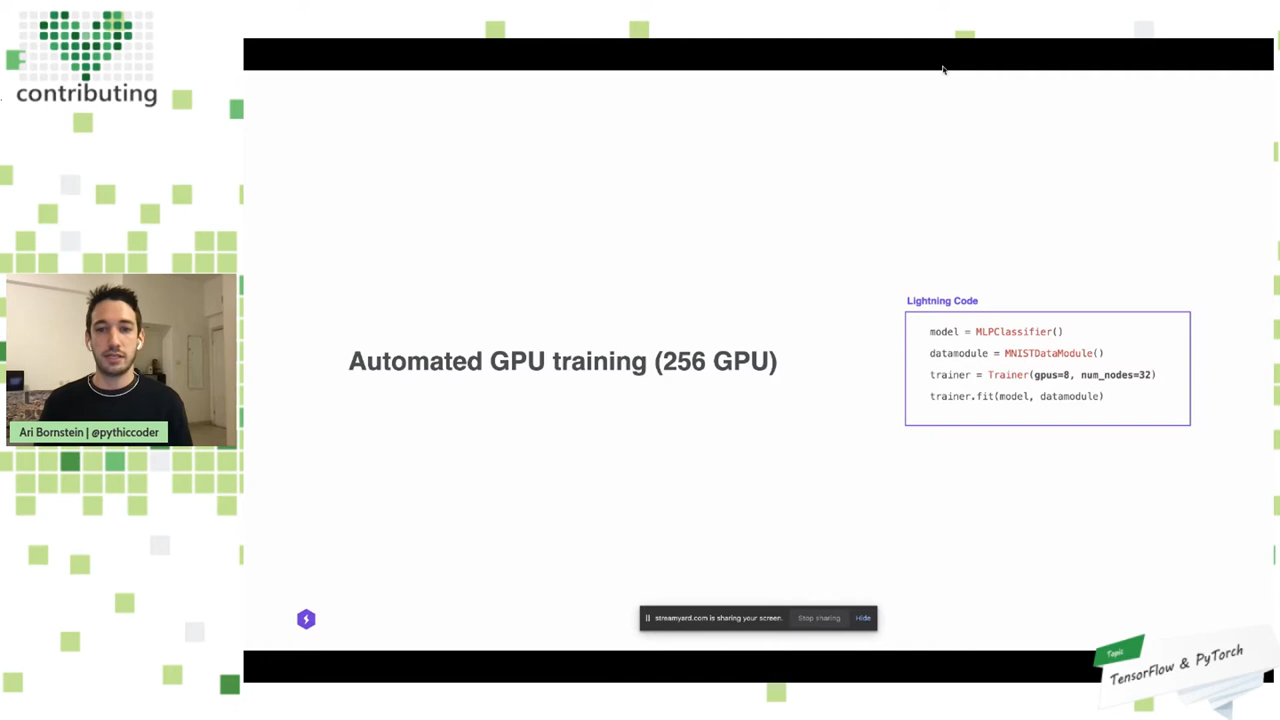 contributing
Automated GPU training (256 GPU)
Lightning Code
model = MLPClassifier()
datamodule = MNISTDataModule()
trainer = Trainer(gpus=8, num_nodes=32)
trainer.fit(model, datamodule)
Ari Bornstein | @pythiccoder
streamyard.com is sharing your screen.
Stop sharing
Hide
Topic
TensorFlow & PyTorch